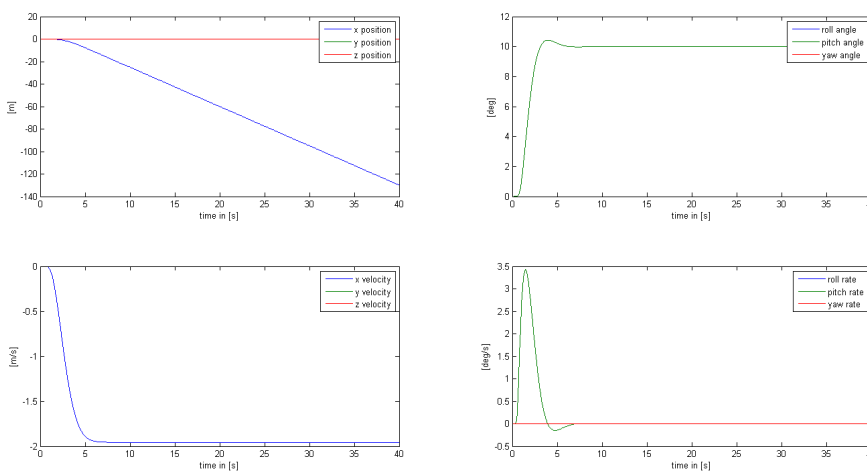 20
0
-20
-40
-60
-80
-100
-120
-140
[m]
0 5 10 15 20 25 30 35 40
time in [s]
x position
y position
z position
12
10
8
6
4
2
0
[deg]
0 5 10 15 20 25 30 35 40
time in [s]
roll angle
pitch angle
yaw angle
0
-0.5
-1
-1.5
-2
[m/s]
0 5 10 15 20 25 30 35 40
time in [s]
x velocity
y velocity
z velocity
3.5
3
2.5
2
1.5
1
0.5
0
-0.5
[deg/s]
0 5 10 15 20 25 30 35 40
time in [s]
roll rate
pitch rate
yaw rate